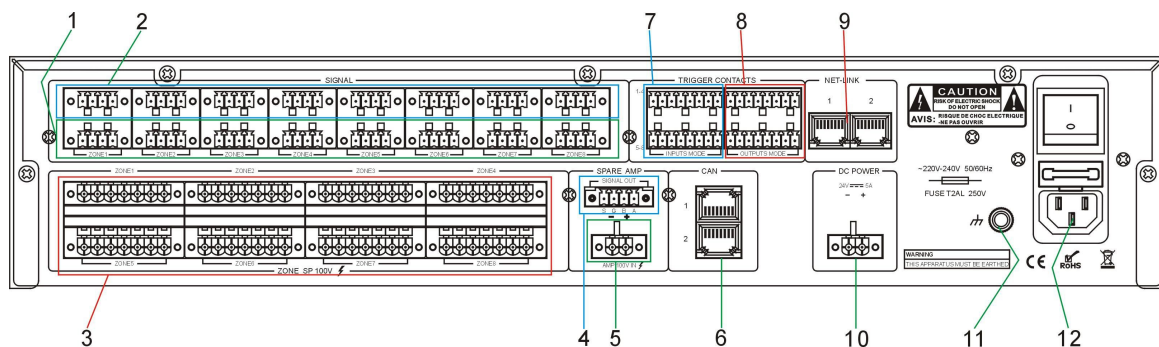 1 2 7 8 9
SIGNAL
TRIGGER CONTACTS
NET-LINK
1 2
1-4
5-8
ZONE1 ZONE2 ZONE3 ZONE4 ZONE5 ZONE6 ZONE7 ZONE8
INPUTS MODE OUTPUTS MODE
CAUTION
RISK OF ELECTRIC SHOCK
DO NOT OPEN
AVIS: RISQUE DE CHOC ELECTRIQUE
-NE PAS OUVRIR
I
O
ZONE1 ZONE2 ZONE3 ZONE4
ZONE5 ZONE6 ZONE7 ZONE8
ZONE SP 100V
SPARE AMP
SIGNAL OUT
S G B A
− +
AMP 100V IN
CAN
1
2
DC POWER
24V 5A
− +
~220V-240V 50/60Hz
FUSE T2AL 250V
WARNING
THIS APPARATUS MUST BE EARTHED
CE
RoHS
3 4 5 6 10 11 12